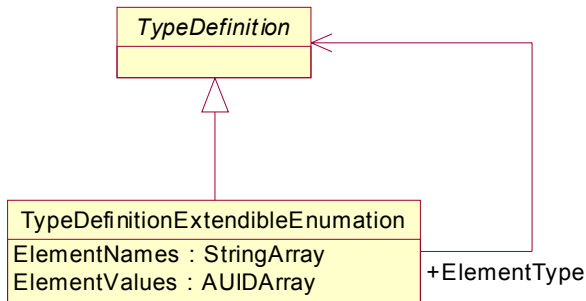 TypeDefinition
TypeDefinitionExtendibleEnumation
ElementNames : StringArray
ElementValues : AUIDArray
+ElementType